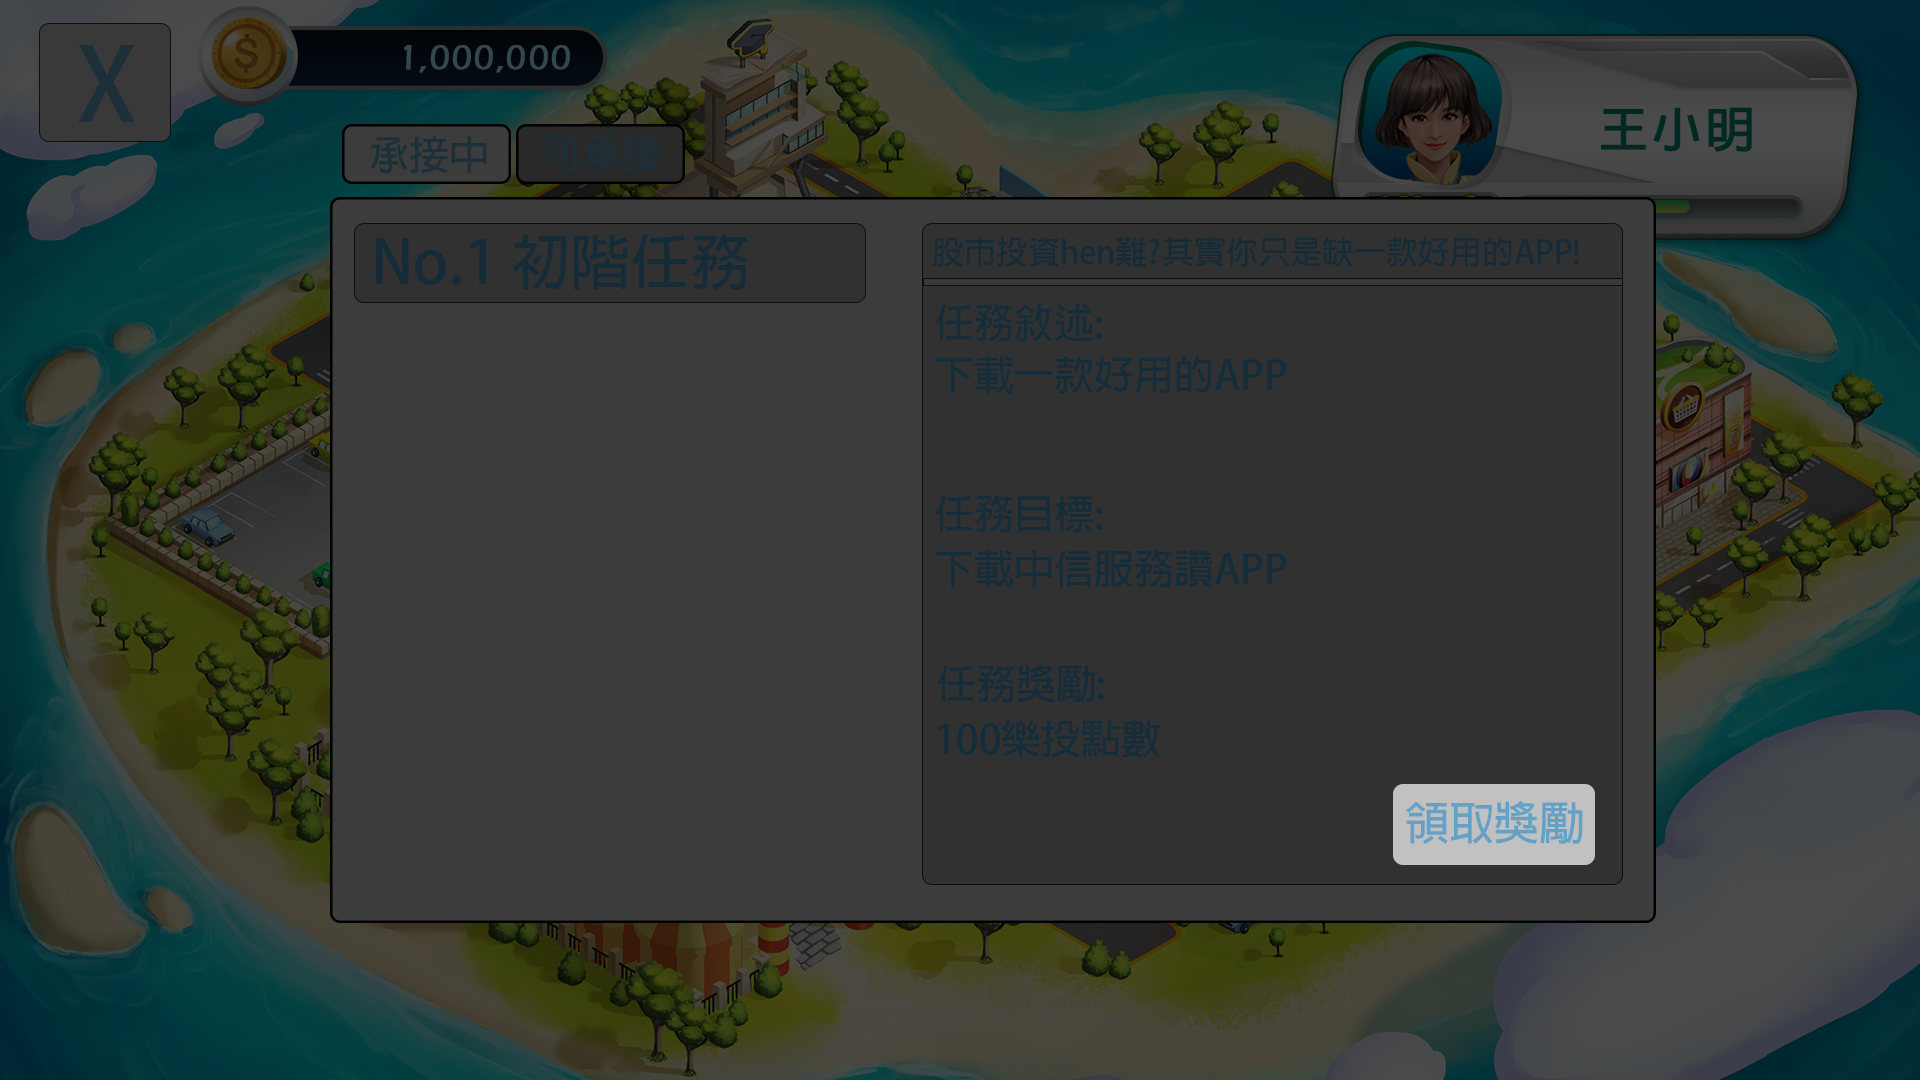 X
1,000,000
王小明
承接中
可承接
No.1 初階任務
股市投資hen難?其實你只是缺一款好用的APP!
任務敘述:
下載一款好用的APP
任務目標:
下載中信服務讚APP
任務獎勵:
100樂投點數
領取獎勵